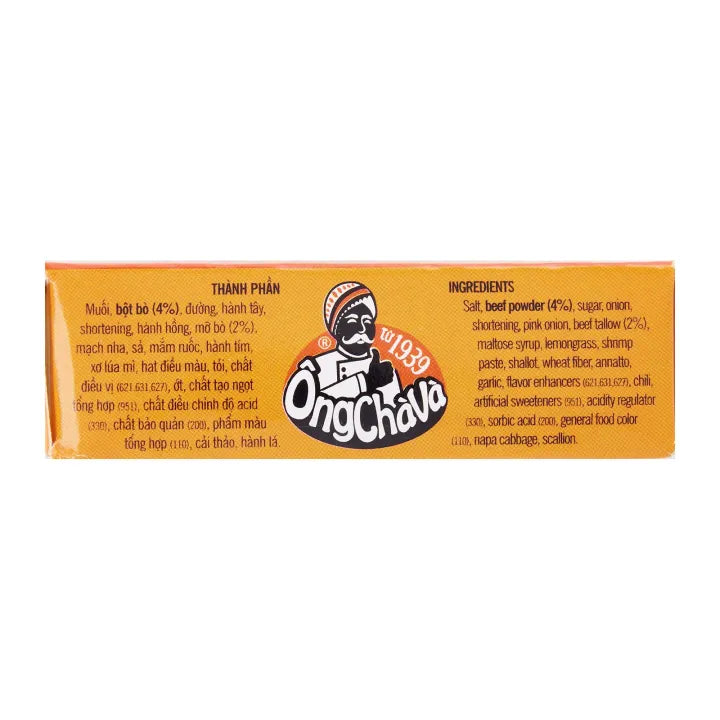 THÀNH PHẦN
Muối, bột bò (4%), đường, hành tây,
shortening, hành hồng, mỡ bò (2%),
mạch nha, sả, mắm ruốc, hành tím,
xơ lúa mì, hạt điều màu, tỏi, chất
điều vị (621.631.627), ớt, chất tạo ngọt
tổng hợp (951), chất điều chỉnh độ acid
(330), chất bảo quản (200), phẩm màu
tổng hợp (110), cải thảo, hành lá.
®
TỪ 1939
ÔngChàVà
INGREDIENTS
Salt, beef powder (4%), sugar, onion,
shortening, pink onion, beef tallow (2%),
maltose syrup, lemongrass, shrimp
paste, shallot, wheat fiber, annatto,
garlic, flavor enhancers (621.631.627), chili,
artificial sweeteners (951), acidity regulator
(330), sorbic acid (200), general food color
(110), napa cabbage, scallion.